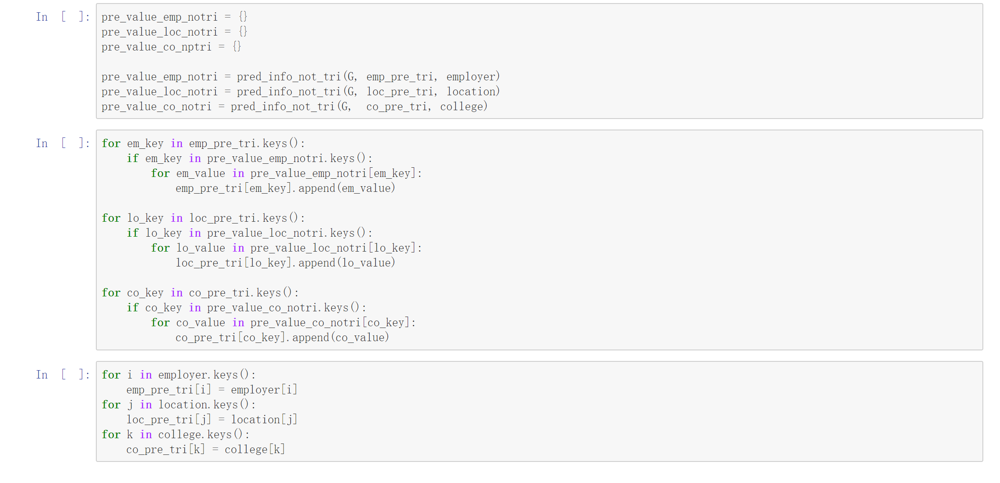 In [ ]: pre_value_emp_notri = {}
pre_value_loc_notri = {}
pre_value_co_nptri = {}

pre_value_emp_notri = pred_info_not_tri(G, emp_pre_tri, employer)
pre_value_loc_notri = pred_info_not_tri(G, loc_pre_tri, location)
pre_value_co_notri = pred_info_not_tri(G,  co_pre_tri, college)

In [ ]: for em_key in emp_pre_tri.keys():
    if em_key in pre_value_emp_notri.keys():
        for em_value in pre_value_emp_notri[em_key]:
            emp_pre_tri[em_key].append(em_value)

for lo_key in loc_pre_tri.keys():
    if lo_key in pre_value_loc_notri.keys():
        for lo_value in pre_value_loc_notri[lo_key]:
            loc_pre_tri[lo_key].append(lo_value)

for co_key in co_pre_tri.keys():
    if co_key in pre_value_co_notri.keys():
        for co_value in pre_value_co_notri[co_key]:
            co_pre_tri[co_key].append(co_value)

In [ ]: for i in employer.keys():
    emp_pre_tri[i] = employer[i]
for j in location.keys():
    loc_pre_tri[j] = location[j]
for k in college.keys():
    co_pre_tri[k] = college[k]